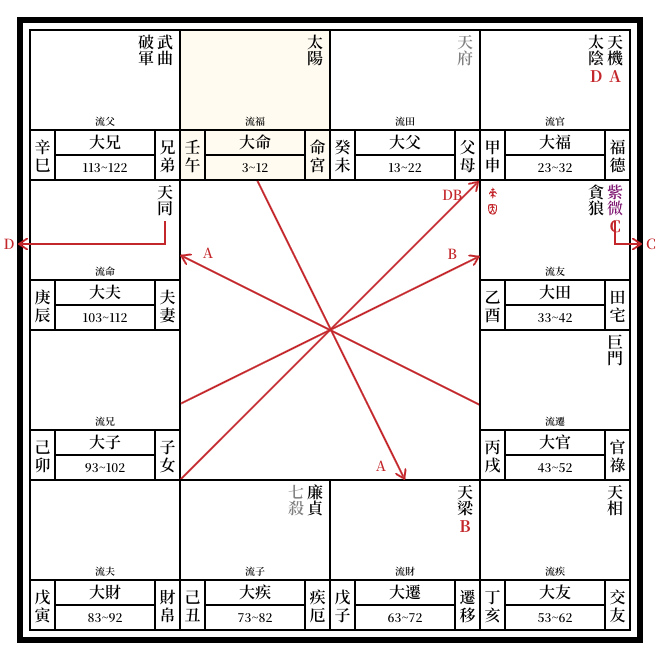 武曲
破軍
流父
辛巳
大兄
113~122
兄弟
太陽
流福
壬午
大命
3~12
命宮
天府
流田
癸未
大父
13~22
父母
天機 A
太陰 D
流官
甲申
大福
23~32
福德
天同
流命
庚辰
大夫
103~112
夫妻
D
A
DB
B
A
紫微 C
貪狼
流友
乙酉
大田
33~42
田宅
C
流兄
己卯
大子
93~102
子女
巨門
流遷
丙戌
大官
43~52
官祿
流夫
戊寅
大財
83~92
財帛
廉貞
七殺
流子
己丑
大疾
73~82
疾厄
天梁 B
流財
戊子
大遷
63~72
遷移
天相
流疾
丁亥
大友
53~62
交友